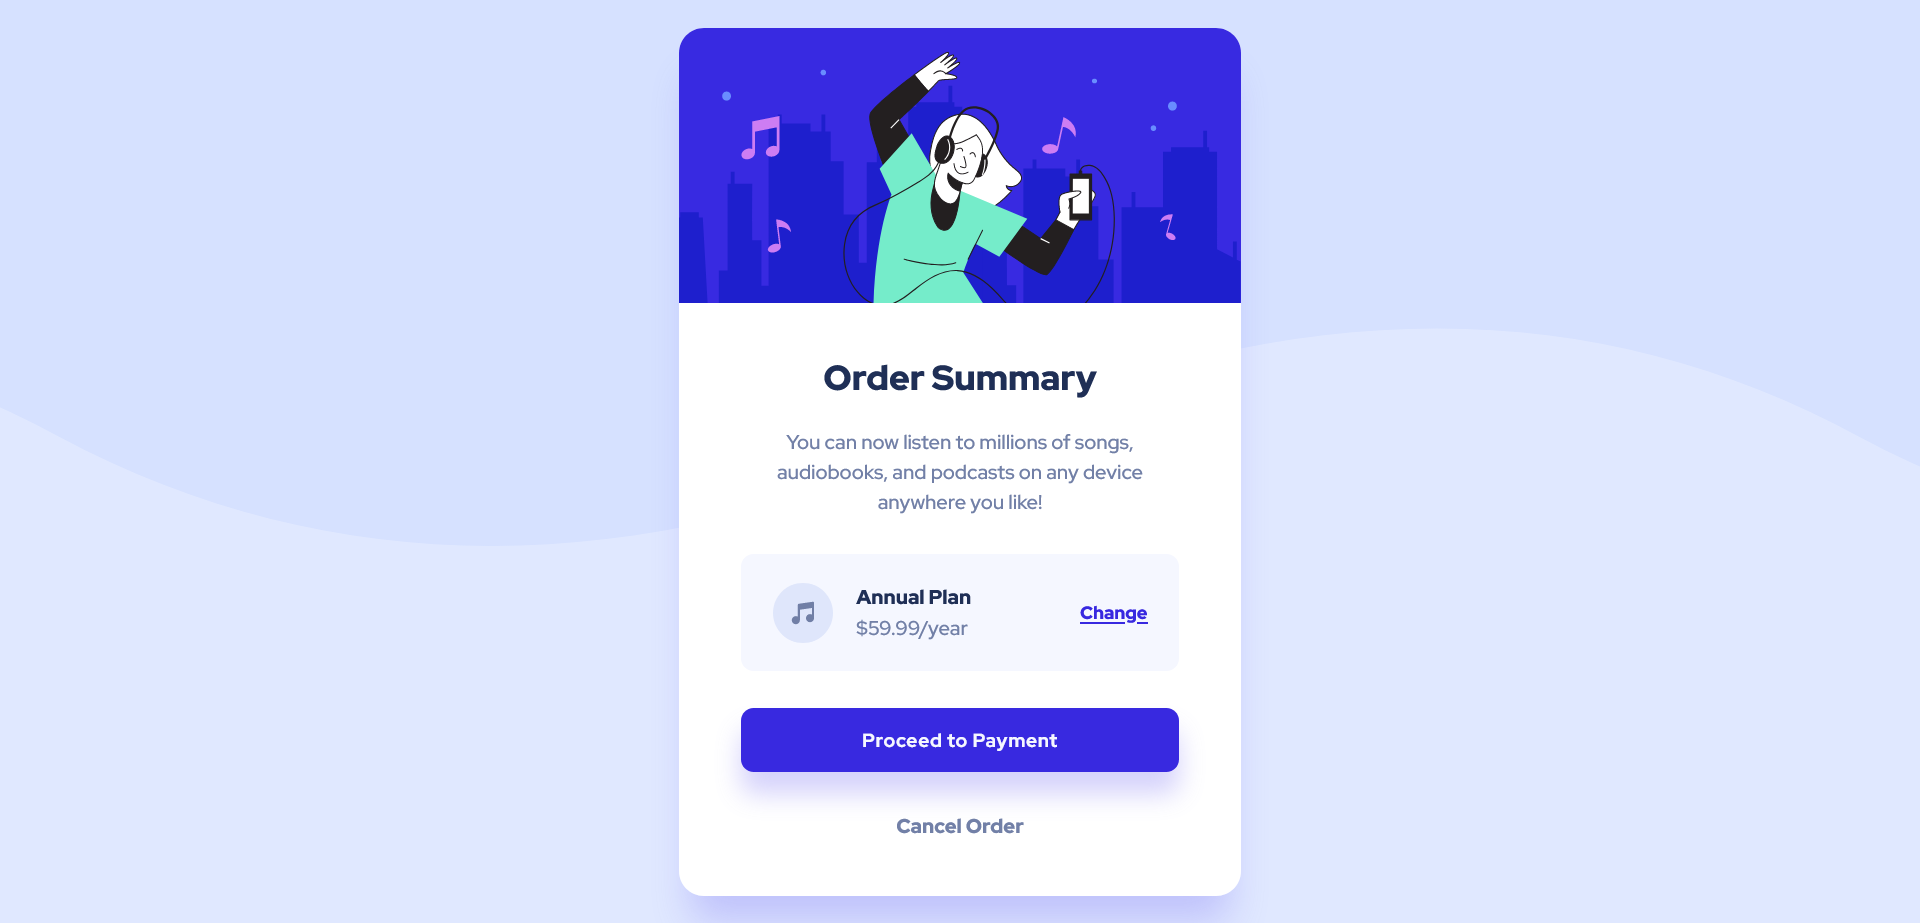 Order Summary
You can now listen to millions of songs,
audiobooks, and podcasts on any device
anywhere you like!
Annual Plan
$59.99/year
Change
Proceed to Payment
Cancel Order